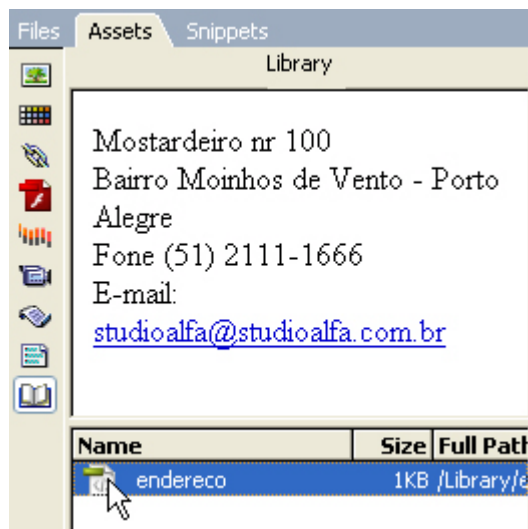 Files Assets Snippets
Library
Mostardeiro nr 100
Bairro Moinhos de Vento - Porto
Alegre
Fone (51) 2111-1666
E-mail:
studioalfa@studioalfa.com.br
Name Size Full Path
endereco 1KB /Library/e